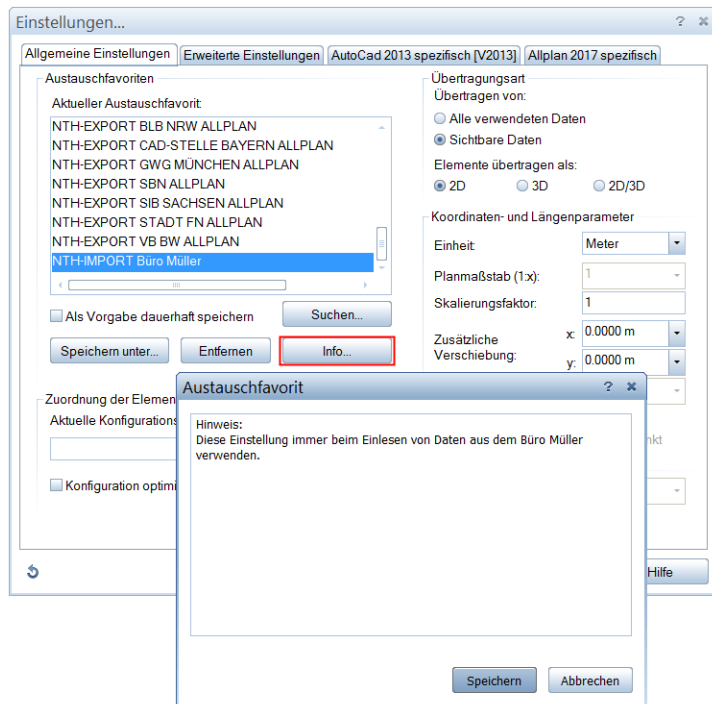 Einstellungen...
Allgemeine Einstellungen
Erweiterte Einstellungen
AutoCad 2013 spezifisch [V2013]
Allplan 2017 spezifisch
Austauschfavoriten
Aktueller Austauschfavorit:
NTH-EXPORT BLB NRW ALLPLAN
NTH-EXPORT CAD-STELLE BAYERN ALLPLAN
NTH-EXPORT GWG MÜNCHEN ALLPLAN
NTH-EXPORT SBN ALLPLAN
NTH-EXPORT SIB SACHSEN ALLPLAN
NTH-EXPORT STADT FN ALLPLAN
NTH-EXPORT VB BW ALLPLAN
NTH-IMPORT Büro Müller
Als Vorgabe dauerhaft speichern
Suchen...
Speichern unter...
Entfernen
Info...
Zuordnung der Elemen
Aktuelle Konfigurations
Konfiguration optimi
Übertragungsart
Übertragen von:
Alle verwendeten Daten
Sichtbare Daten
Elemente übertragen als:
2D
3D
2D/3D
Koordinaten- und Längenparameter
Einheit:
Meter
Planmaßstab (1:x):
1
Skalierungsfaktor:
1
Zusätzliche
Verschiebung:
x: 0.0000 m
y: 0.0000 m
nkt
Hilfe
Austauschfavorit
Hinweis:
Diese Einstellung immer beim Einlesen von Daten aus dem Büro Müller
verwenden.
Speichern
Abbrechen